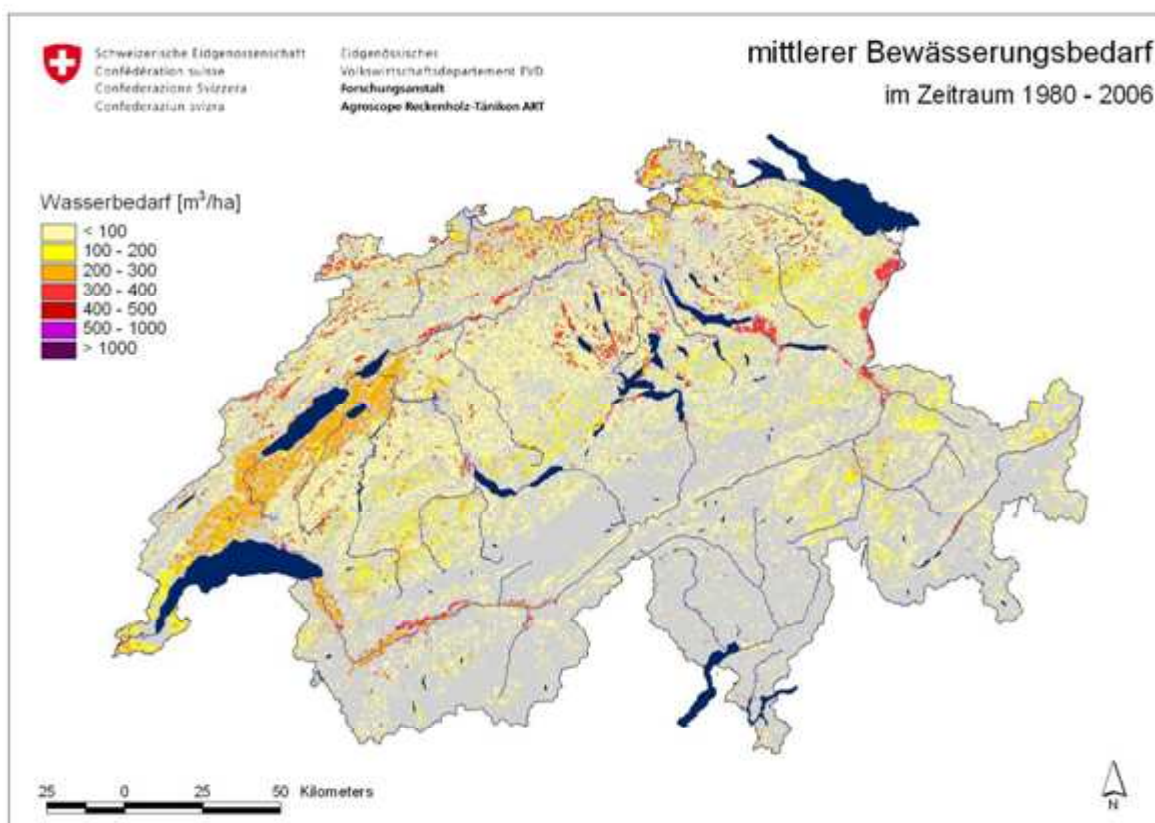 Schweizerische Eidgenossenschaft
Confédération suisse
Confederazione Svizzera
Confederaziun svizra
Eidgenössisches
Volkswirtschaftsdepartement EVD
Forschungsanstalt
Agroscope Reckenholz-Tänikon ART
mittlerer Bewässerungsbedarf
im Zeitraum 1980 - 2006
Wasserbedarf [m³/ha]
< 100
100 - 200
200 - 300
300 - 400
400 - 500
500 - 1000
> 1000
25 0 25 50 Kilometers
N